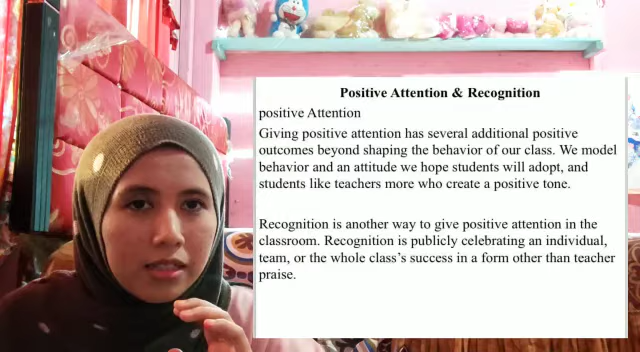 Positive Attention & Recognition
positive Attention
Giving positive attention has several additional positive
outcomes beyond shaping the behavior of our class. We model
behavior and an attitude we hope students will adopt, and
students like teachers more who create a positive tone.
Recognition is another way to give positive attention in the
classroom. Recognition is publicly celebrating an individual,
team, or the whole class's success in a form other than teacher
praise.